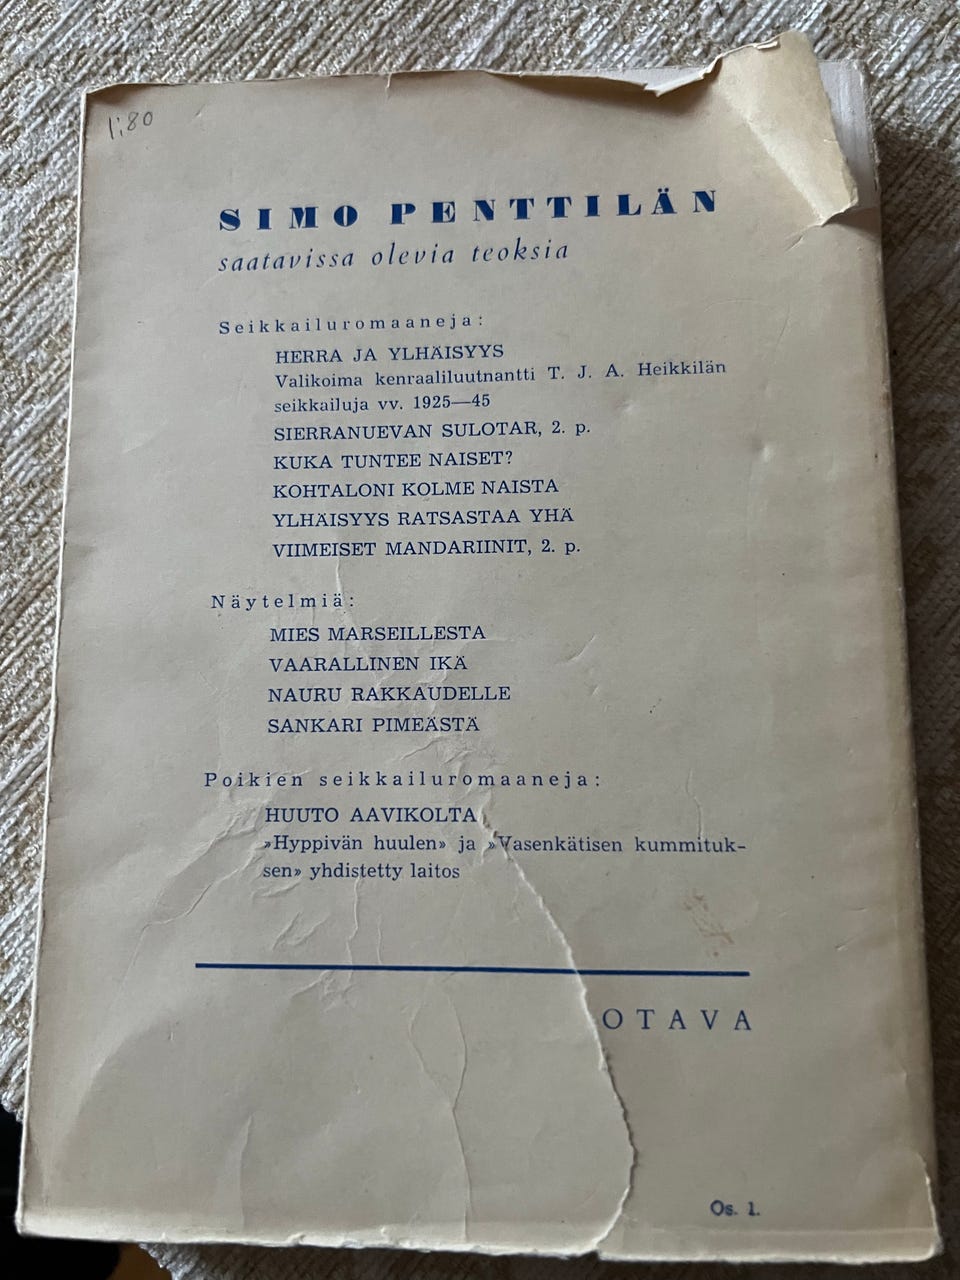 1:80
SIMO PENTTILÄN
saatavissa olevia teoksia
Seikkailuromaaneja:
HERRA JA YLHÄISYYS
Valikoima kenraaliluutnantti T. J. A. Heikkilän
seikkailuja vv. 1925—45
SIERRANUEVAN SULOTAR, 2. p.
KUKA TUNTEE NAISET?
KOHTALONI KOLME NAISTA
YLHÄISYYS RATSASTAA YHÄ
VIIMEISET MANDARIINIT, 2. p.
Näytelmiä:
MIES MARSEILLESTA
VAARALLINEN IKÄ
NAURU RAKKAUDELLE
SANKARI PIMEÄSTÄ
Poikien seikkailuromaaneja:
HUUTO AAVIKOLTA
»Hyppivän huulen» ja »Vasenkätisen kummituk-
sen» yhdistetty laitos
OTAVA
Os. 1.